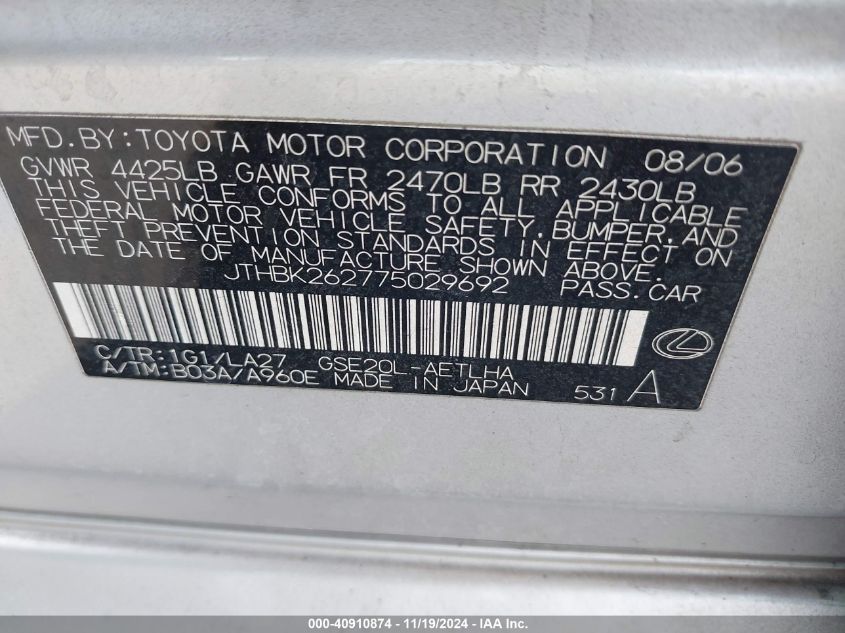 MFD.BY:TOYOTA MOTOR CORPORATION 08/06
GVWR 4425LB GAWR FR 2470LB RR 2430LB
THIS VEHICLE CONFORMS TO ALL APPLICABLE
FEDERAL MOTOR VEHICLE SAFETY,BUMPER,AND
THEFT PREVENTION STANDARDS IN EFFECT ON
THE DATE OF MANUFACTURE SHOWN ABOVE.
JTHBK262775029692 PASS.CAR
C/TR:1G1/LA27 GSE20L-AETLHA
A/TM:B03A/A960E MADE IN JAPAN 531 A
000-40910874 - 11/19/2024 - IAA Inc.